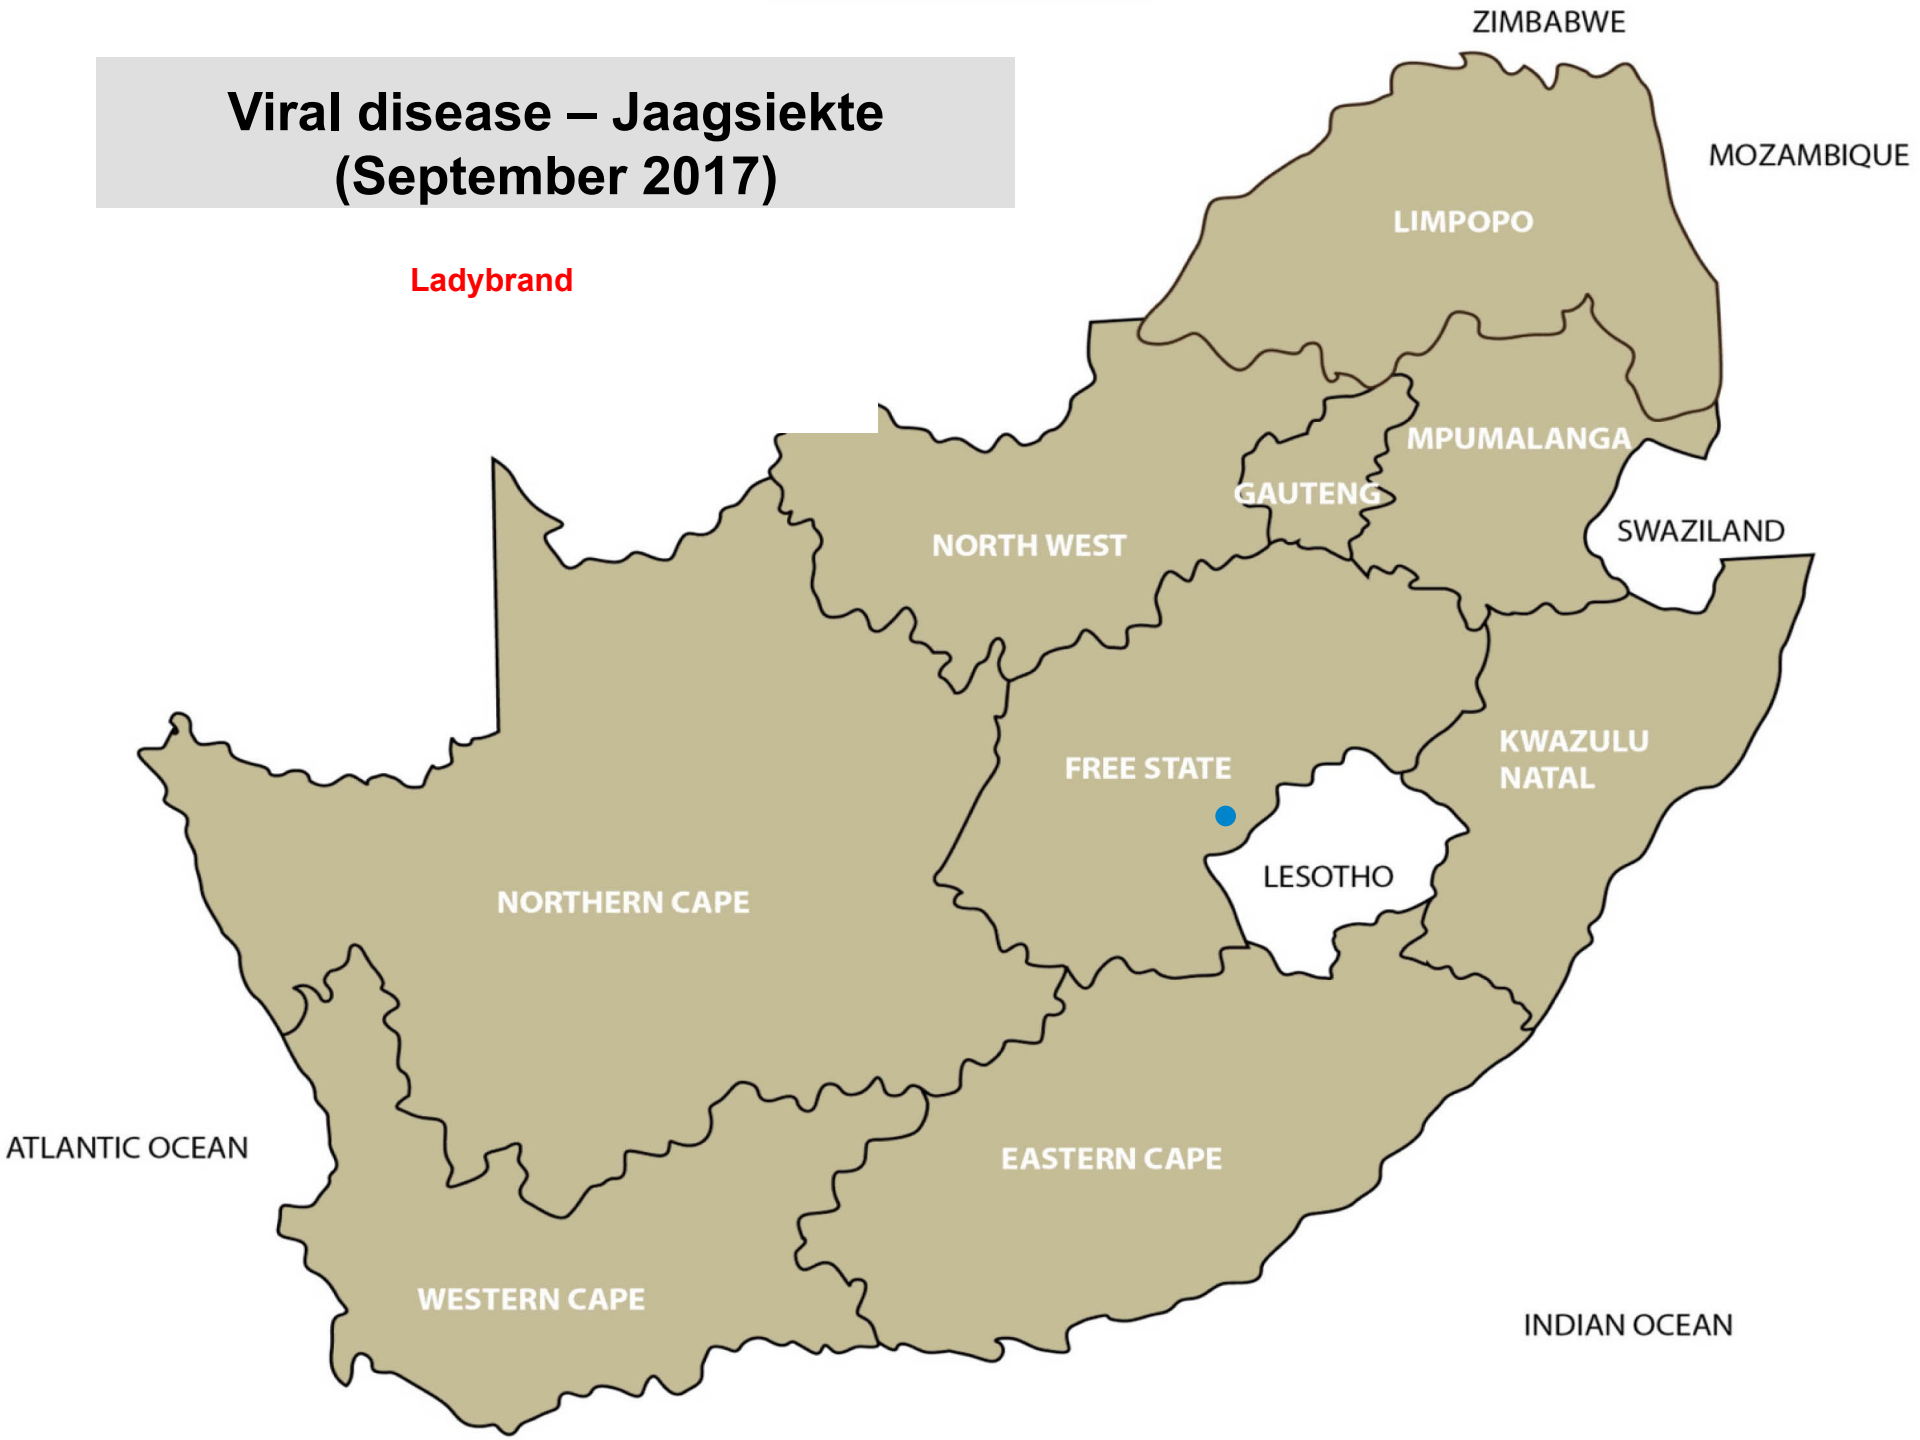 Viral disease – Jaagsiekte
(September 2017)
Ladybrand
ZIMBABWE
MOZAMBIQUE
LIMPOPO
MPUMALANGA
GAUTENG
SWAZILAND
NORTH WEST
KWAZULU
NATAL
FREE STATE
LESOTHO
NORTHERN CAPE
ATLANTIC OCEAN
EASTERN CAPE
WESTERN CAPE
INDIAN OCEAN